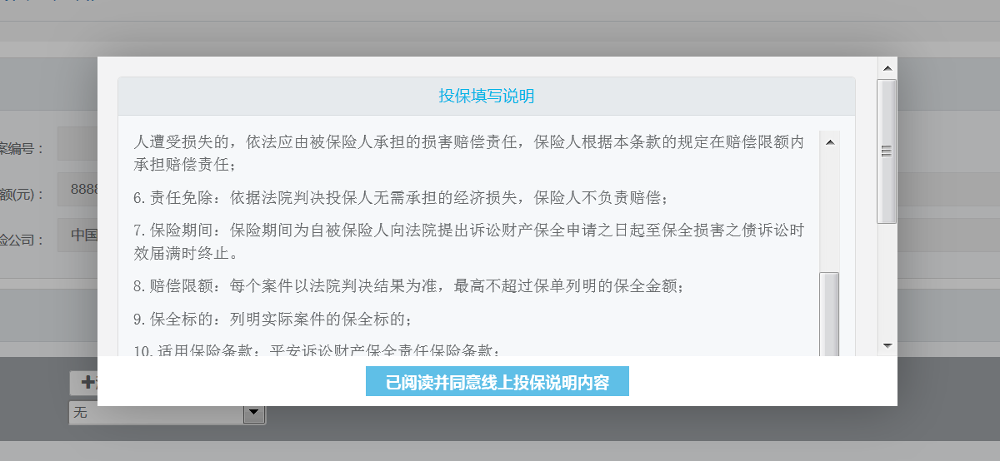 投保填写说明
人遭受损失的，依法应由被保险人承担的损害赔偿责任，保险人根据本条款的规定在赔偿限额内
承担赔偿责任；
6. 责任免除：依据法院判决投保人无需承担的经济损失，保险人不负责赔偿；
7. 保险期间：保险期间为自被保险人向法院提出诉讼财产保全申请之日起至保全损害之债诉讼时
效届满时终止。
案编号：
额(元)： 8888
8. 赔偿限额：每个案件以法院判决结果为准，最高不超过保单列明的保全金额；
险公司： 中国
9. 保全标的：列明实际案件的保全标的；
10. 适用保险条款：平安诉讼财产保全责任保险条款；
已阅读并同意线上投保说明内容
无